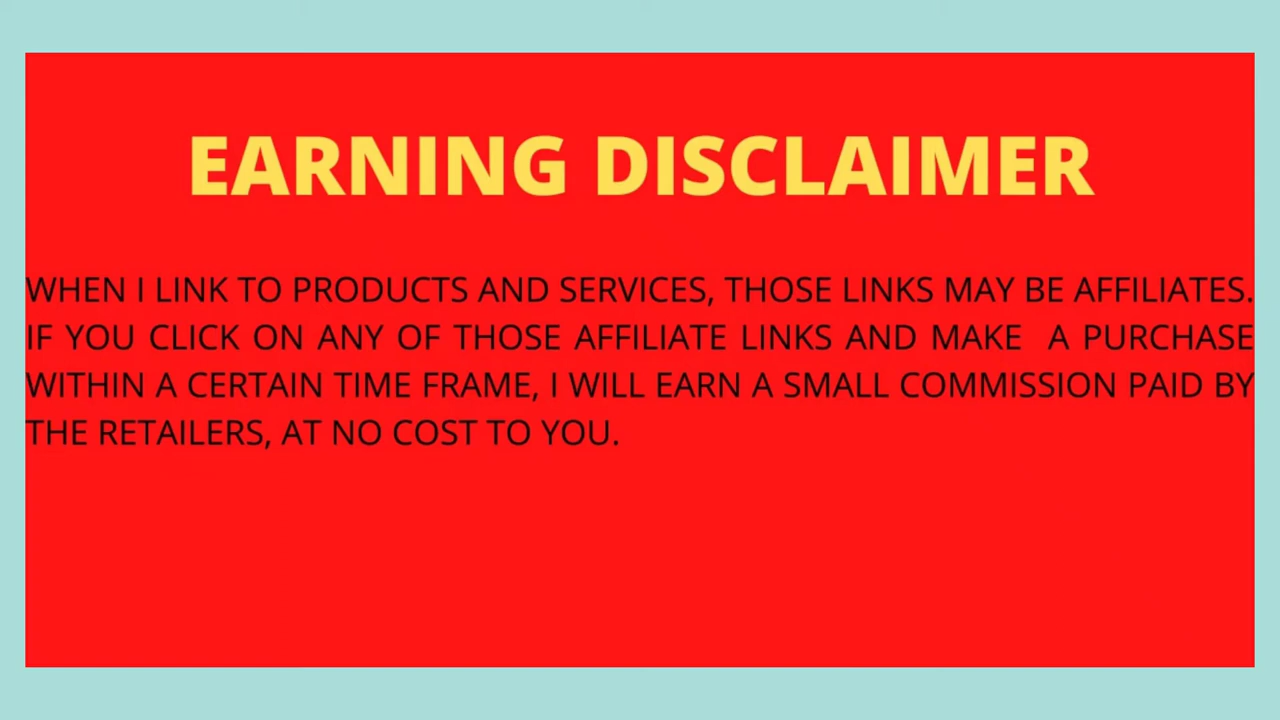 EARNING DISCLAIMER
WHEN I LINK TO PRODUCTS AND SERVICES, THOSE LINKS MAY BE AFFILIATES.
IF YOU CLICK ON ANY OF THOSE AFFILIATE LINKS AND MAKE A PURCHASE
WITHIN A CERTAIN TIME FRAME, I WILL EARN A SMALL COMMISSION PAID BY
THE RETAILERS, AT NO COST TO YOU.